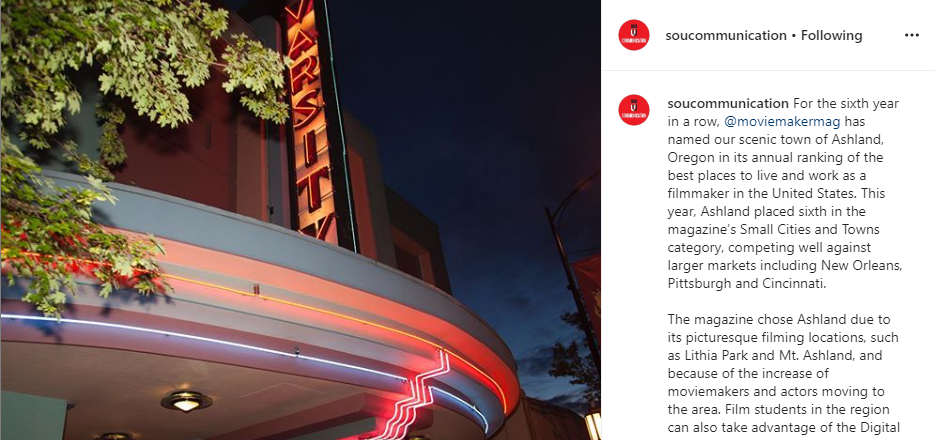 VARSITY
soucommunication • Following
soucommunication For the sixth year
in a row, @moviemakermag has
named our scenic town of Ashland,
Oregon in its annual ranking of the
best places to live and work as a
filmmaker in the United States. This
year, Ashland placed sixth in the
magazine's Small Cities and Towns
category, competing well against
larger markets including New Orleans,
Pittsburgh and Cincinnati.
The magazine chose Ashland due to
its picturesque filming locations, such
as Lithia Park and Mt. Ashland, and
because of the increase of
moviemakers and actors moving to
the area. Film students in the region
can also take advantage of the Digital